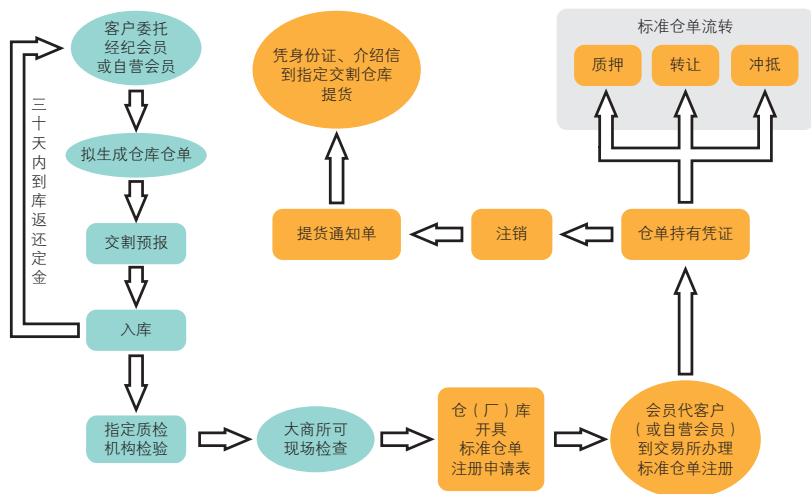 客户委托
经纪会员
或自营会员
三十天内到库返还定金
拟生成仓库仓单
交割预报
入库
指定质检
机构检验
大商所可
现场检查
仓（厂）库
开具
标准仓单
注册申请表
会员代客户
（或自营会员）
到交易所办理
标准仓单注册
仓单持有凭证
标准仓单流转
质押
转让
冲抵
注销
提货通知单
凭身份证、介绍信
到指定交割仓库
提货